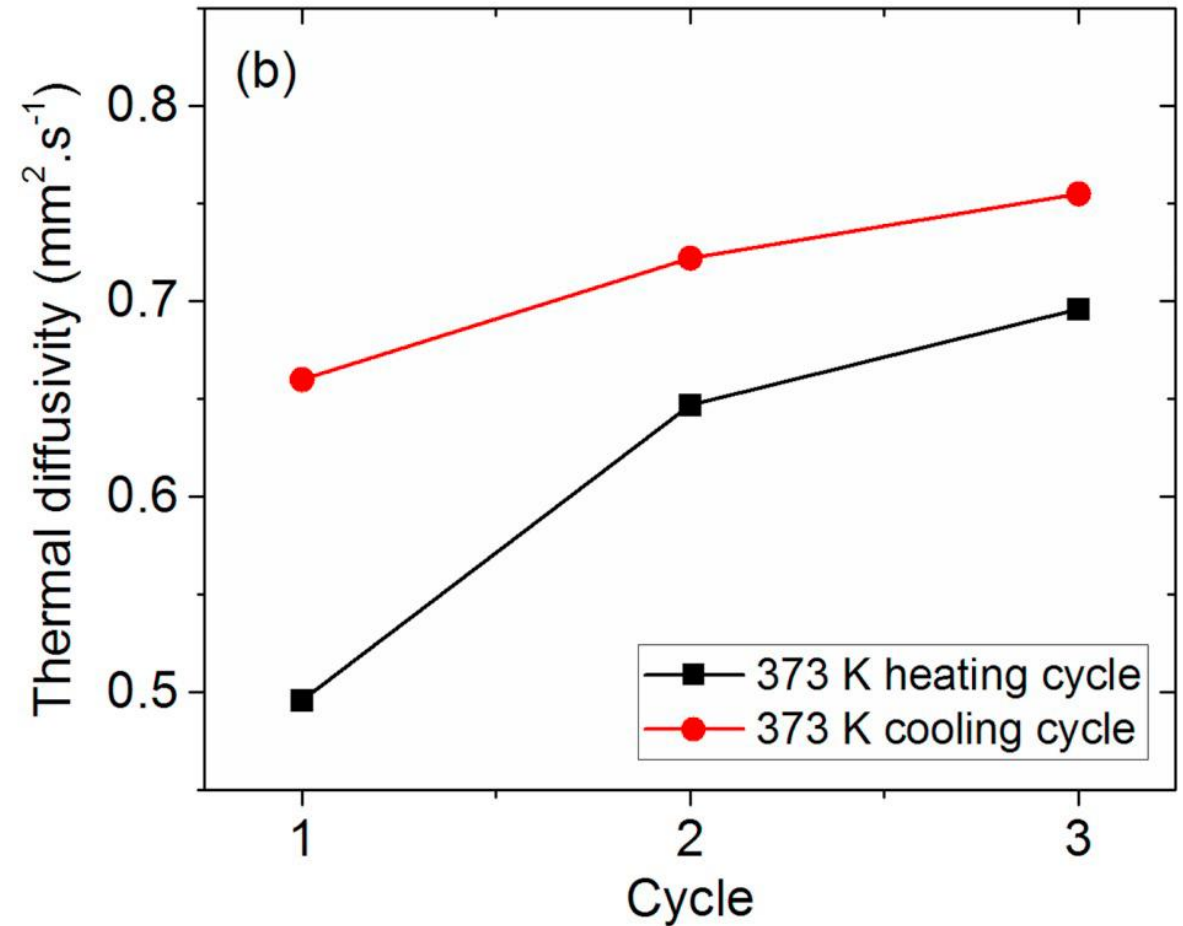 (b)
Thermal diffusivity (mm².s⁻¹)
0.8
0.7
0.6
0.5
373 K heating cycle
373 K cooling cycle
1 2 3
Cycle